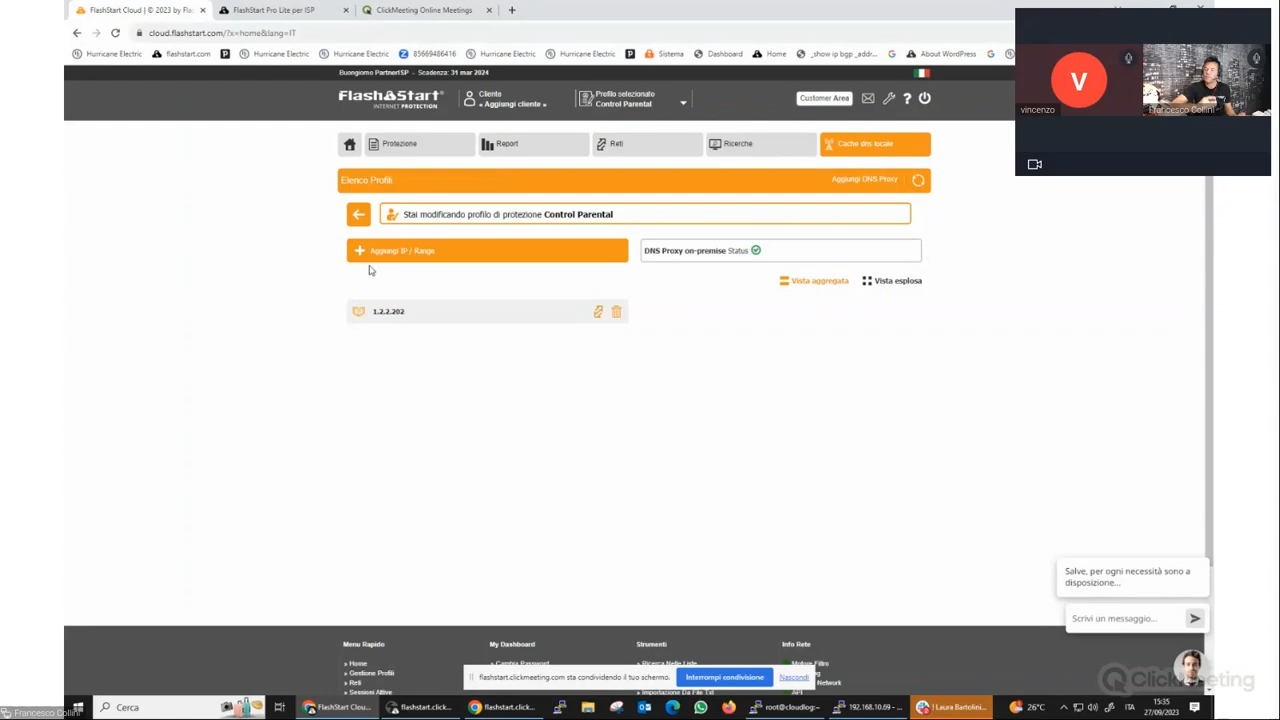 FlashStart Cloud | © 2023 by Fl
FlashStart Pro Lite per ISP
ClickMeeting Online Meetings
cloud.flashstart.com/?x=home&lang=IT
Hurricane Electric
flashstart.com
Hurricane Electric
Hurricane Electric
85669486416
Hurricane Electric
Hurricane Electric
Sistema
Dashboard
Home
_show ip bgp _addr...
About WordPress
Buongiorno PartnerISP - Scadenza: 31 mar 2024
Flash Start
INTERNET PROTECTION
Cliente
« Aggiungi cliente »
Profilo selezionato
Control Parental
Customer Area
vincenzo
Francesco Collini
V
Protezione
Report
Reti
Ricerche
Cache dns locale
Elenco Profili
Aggiungi DNS Proxy
Stai modificando profilo di protezione Control Parental
Aggiungi IP / Range
DNS Proxy on-premise Status
Vista aggregata
Vista esplosa
1.2.2.202
Salve, per ogni necessità sono a
disposizione...
Scrivi un messaggio...
Menu Rapido
My Dashboard
Strumenti
Info Rete
» Home
» Cambia Password
» Ricerca Nelle Liste
Motore Filtro
» Gestione Profili
» Reti
» Sessioni Attive
Importazione Da File Txt
API
flashstart.clickmeeting.com sta condividendo il tuo schermo.
Interrompi condivisione
Nascondi
ClickMeeting
Francesco Collini
Cerca
FlashStart Cloud...
flashstart.click...
flashstart.click...
root@cloudlog:~
192.168.10.69 - ...
! Laura Bartolini...
26°C
ITA
15:35
27/09/2023